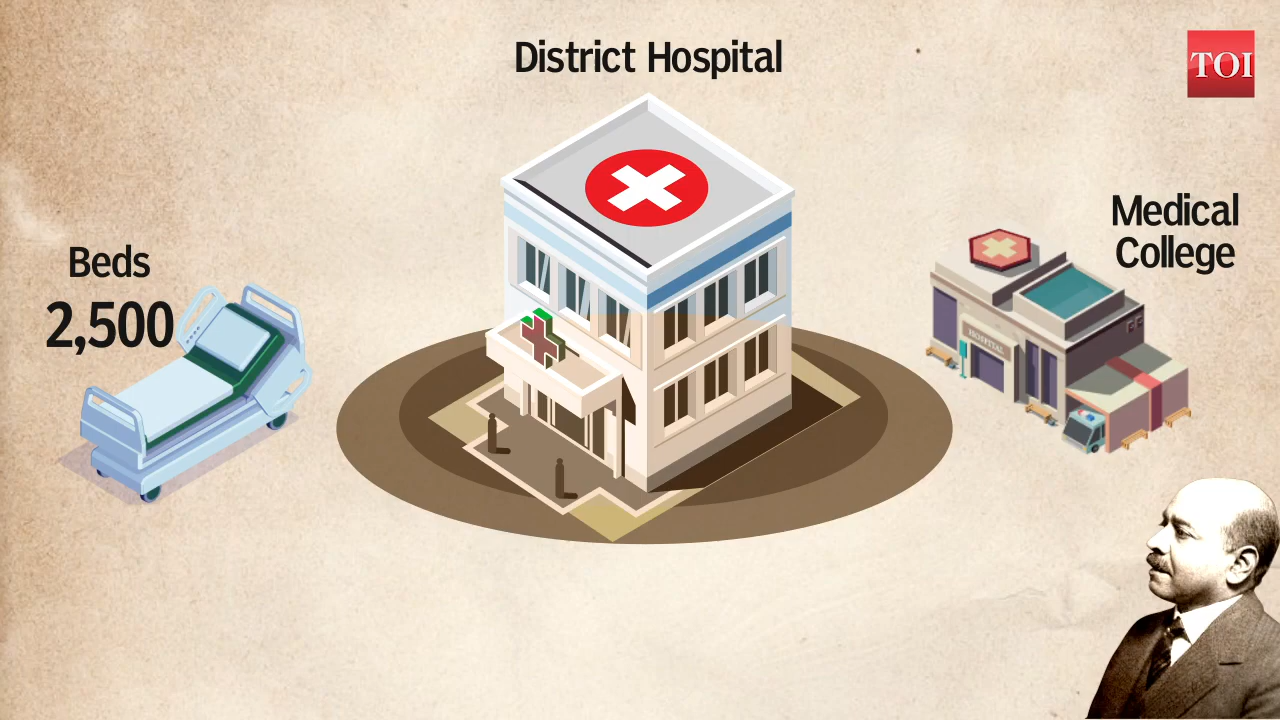 District Hospital
TOI
Medical
College
Beds
2,500
HOSPITAL